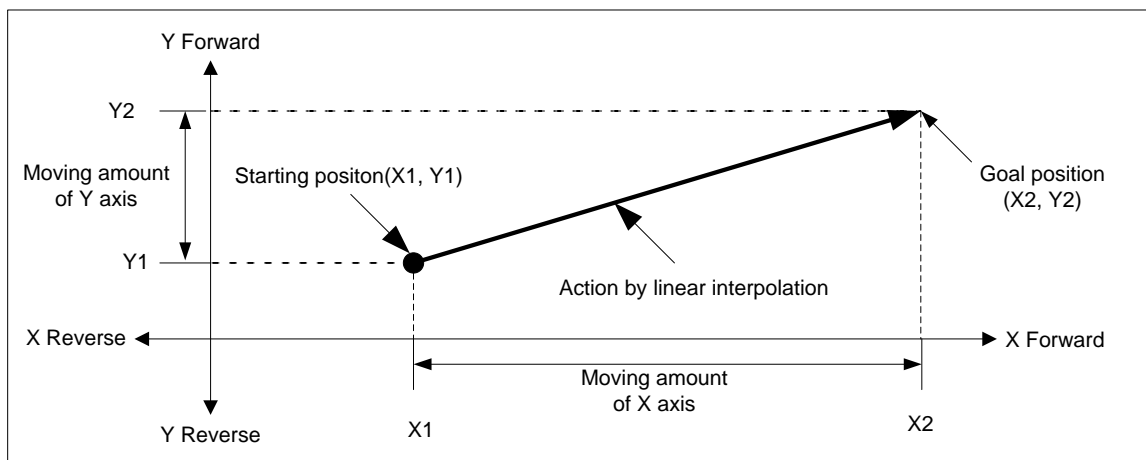 Y Forward
Y2
Moving amount
of Y axis
Starting positon(X1, Y1)
Goal position
(X2, Y2)
Y1
Action by linear interpolation
X Reverse
X Forward
Moving amount
of X axis
Y Reverse
X1
X2